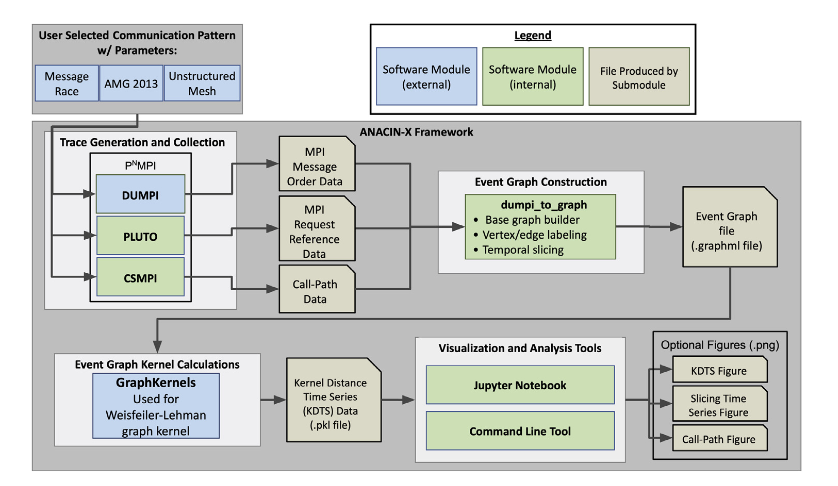 User Selected Communication Pattern
w/ Parameters:
Message
Race
AMG 2013
Unstructured
Mesh
Legend
Software Module
(external)
Software Module
(internal)
File Produced by
Submodule
ANACIN-X Framework
Trace Generation and Collection
PᴺMPI
DUMPI
PLUTO
CSMPI
MPI
Message
Order Data
MPI
Request
Reference
Data
Call-Path
Data
Event Graph Construction
dumpi_to_graph
• Base graph builder
• Vertex/edge labeling
• Temporal slicing
Event Graph
file
(.graphml file)
Event Graph Kernel Calculations
GraphKernels
Used for
Weisfeiler-Lehman
graph kernel
Kernel Distance
Time Series
(KDTS) Data
(.pkl file)
Visualization and Analysis Tools
Jupyter Notebook
Command Line Tool
Optional Figures (.png)
KDTS Figure
Slicing Time
Series Figure
Call-Path Figure